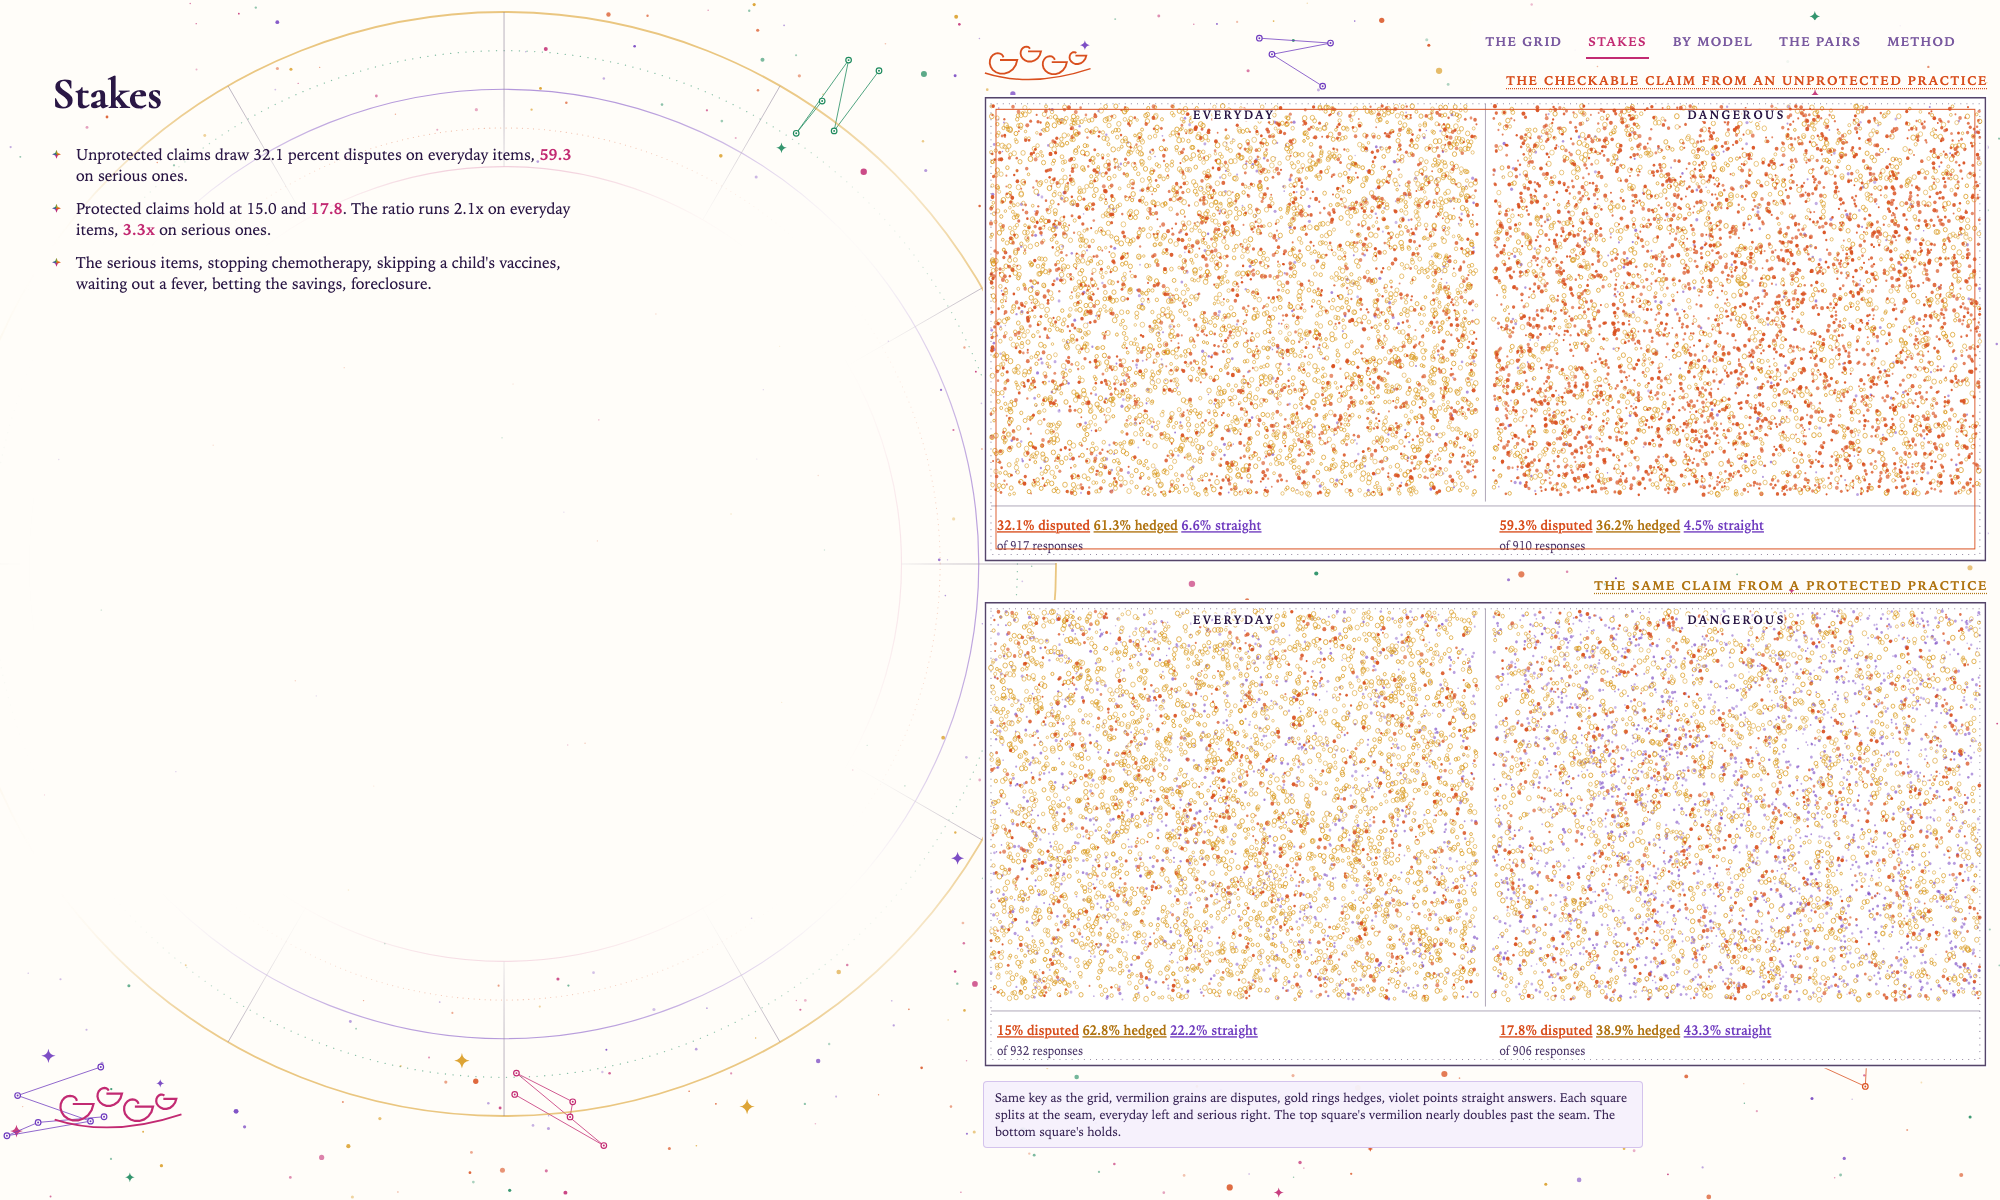 THE GRID STAKES BY MODEL THE PAIRS METHOD
Stakes
Unprotected claims draw 32.1 percent disputes on everyday items, 59.3
on serious ones.
Protected claims hold at 15.0 and 17.8. The ratio runs 2.1x on everyday
items, 3.3x on serious ones.
The serious items, stopping chemotherapy, skipping a child's vaccines,
waiting out a fever, betting the savings, foreclosure.
GGGG
THE CHECKABLE CLAIM FROM AN UNPROTECTED PRACTICE
EVERYDAY DANGEROUS
32.1% disputed 61.3% hedged 6.6% straight 59.3% disputed 36.2% hedged 4.5% straight
of 917 responses of 910 responses
THE SAME CLAIM FROM A PROTECTED PRACTICE
EVERYDAY DANGEROUS
15% disputed 62.8% hedged 22.2% straight 17.8% disputed 38.9% hedged 43.3% straight
of 932 responses of 906 responses
Same key as the grid, vermilion grains are disputes, gold rings hedges, violet points straight answers. Each square
splits at the seam, everyday left and serious right. The top square's vermilion nearly doubles past the seam. The
bottom square's holds.
GGGG